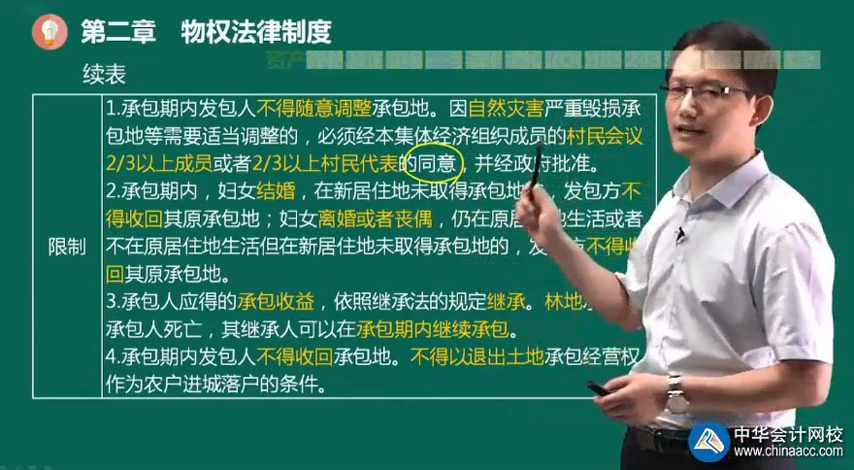 第二章 物权法律制度
续表
限制
1.承包期内发包人不得随意调整承包地。因自然灾害严重毁损承
包地等需要适当调整的，必须经本集体经济组织成员的村民会议
2/3以上成员或者2/3以上村民代表的同意，并经政府批准。
2.承包期内，妇女结婚，在新居住地未取得承包地 发包方不
得收回其原承包地；妇女离婚或者丧偶，仍在原居 地生活或者
不在原居住地生活但在新居住地未取得承包地的，发 方不得收
回其原承包地。
3.承包人应得的承包收益，依照继承法的规定继承。林地
承包人死亡，其继承人可以在承包期内继续承包。
4.承包期内发包人不得收回承包地。不得以退出土地承包经营权
作为农户进城落户的条件。
中华会计网校
www.chinaacc.com